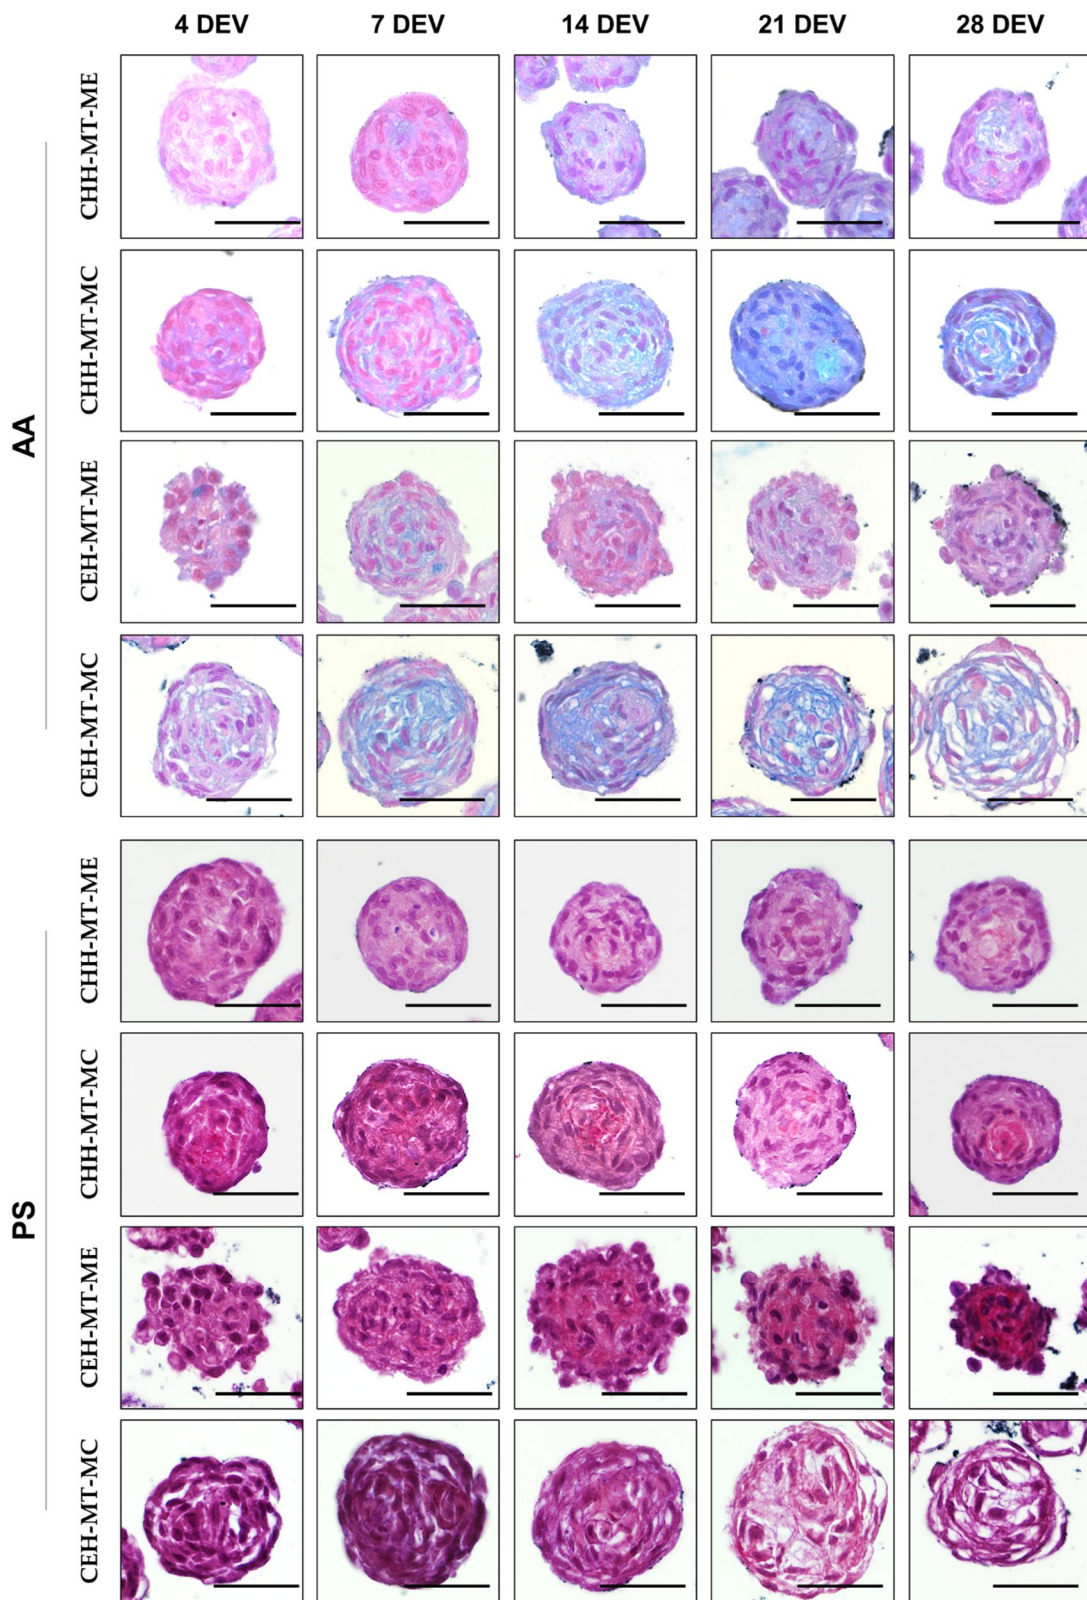 4 DEV 7 DEV 14 DEV 21 DEV 28 DEV
AA
CHH-MT-ME
CHH-MT-MC
CEH-MT-ME
CEH-MT-MC
PS
CHH-MT-ME
CHH-MT-MC
CEH-MT-ME
CEH-MT-MC